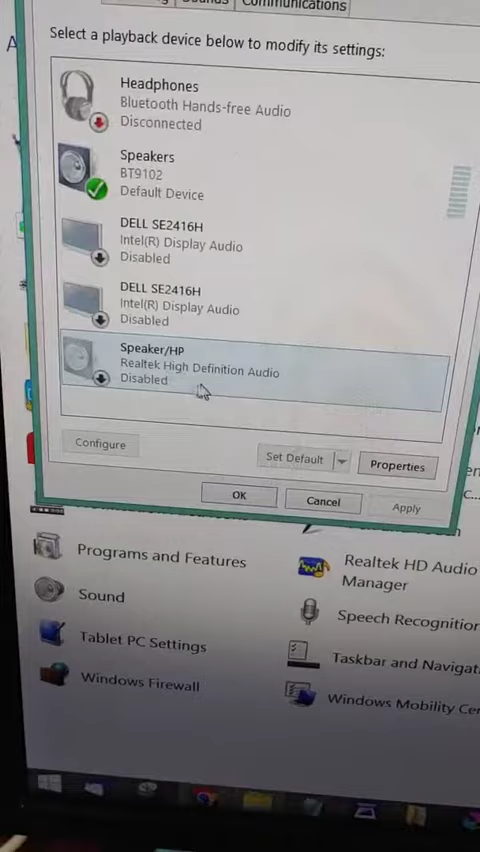 Communications
Select a playback device below to modify its settings:
Headphones
Bluetooth Hands-free Audio
Disconnected
Speakers
BT9102
Default Device
DELL SE2416H
Intel(R) Display Audio
Disabled
DELL SE2416H
Intel(R) Display Audio
Disabled
Speaker/HP
Realtek High Definition Audio
Disabled
Configure
Set Default
Properties
OK
Cancel
Apply
Programs and Features
Realtek HD Audio
Manager
Sound
Speech Recognition
Tablet PC Settings
Taskbar and Navigat
Windows Firewall
Windows Mobility Ce